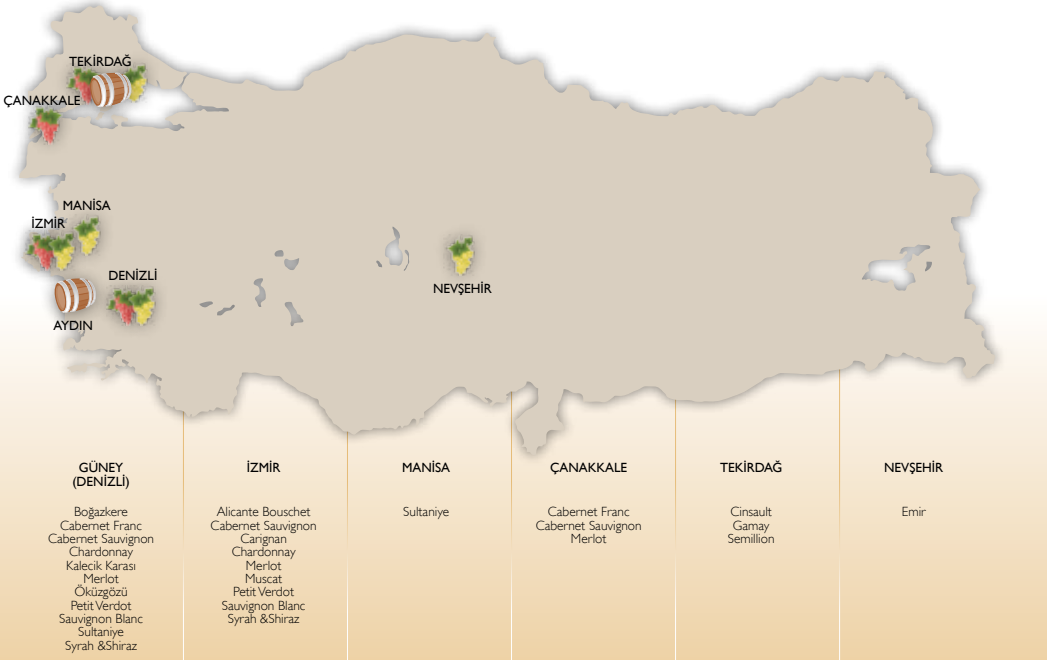 TEKİRDAĞ
ÇANAKKALE
MANİSA
İZMİR
DENİZLİ
NEVŞEHİR
AYDIN
GÜNEY
(DENİZLİ)
Boğazkere
Cabernet Franc
Cabernet Sauvignon
Chardonnay
Kalecik Karası
Merlot
Öküzgözü
Petit Verdot
Sauvignon Blanc
Sultaniye
Syrah &Shiraz
İZMİR
Alicante Bouschet
Cabernet Sauvignon
Carignan
Chardonnay
Merlot
Muscat
Petit Verdot
Sauvignon Blanc
Syrah &Shiraz
MANİSA
Sultaniye
ÇANAKKALE
Cabernet Franc
Cabernet Sauvignon
Merlot
TEKİRDAĞ
Cinsault
Gamay
Semillion
NEVŞEHİR
Emir